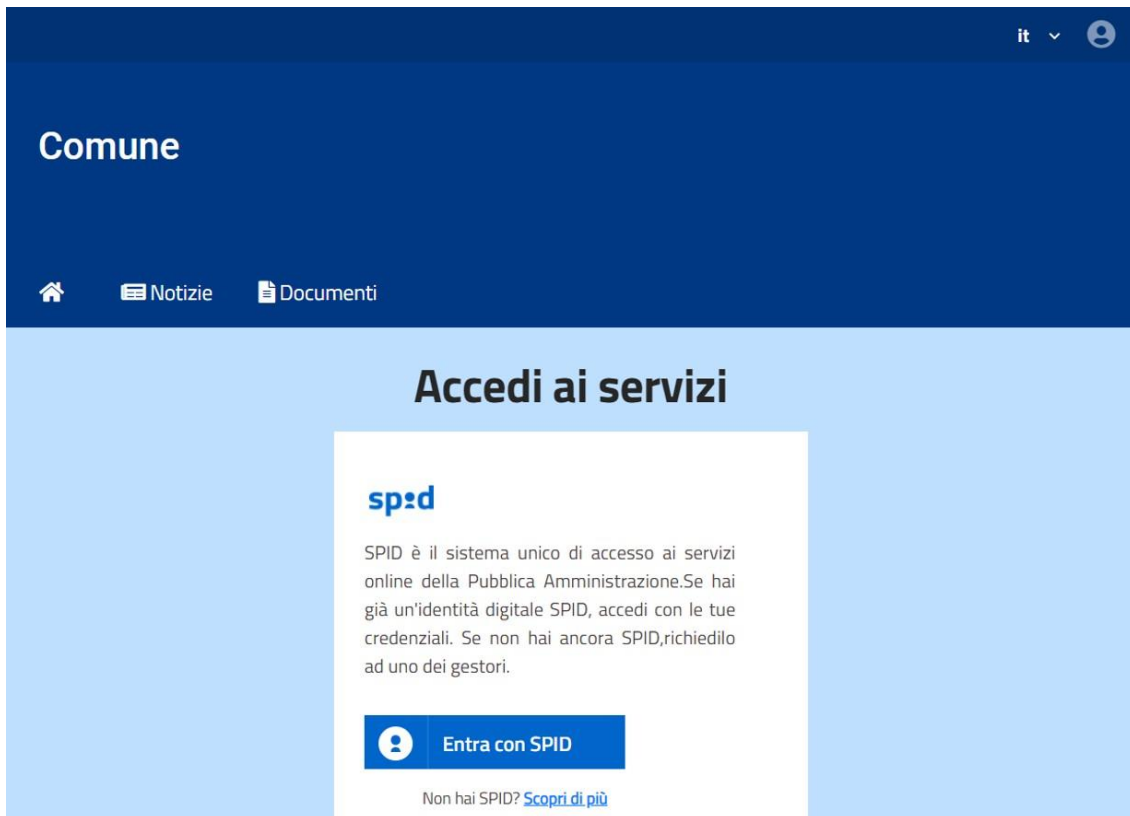 it
Comune
Notizie Documenti
Accedi ai servizi
spid
SPID è il sistema unico di accesso ai servizi
online della Pubblica Amministrazione.Se hai
già un'identità digitale SPID, accedi con le tue
credenziali. Se non hai ancora SPID,richiedilo
ad uno dei gestori.
Entra con SPID
Non hai SPID? Scopri di più